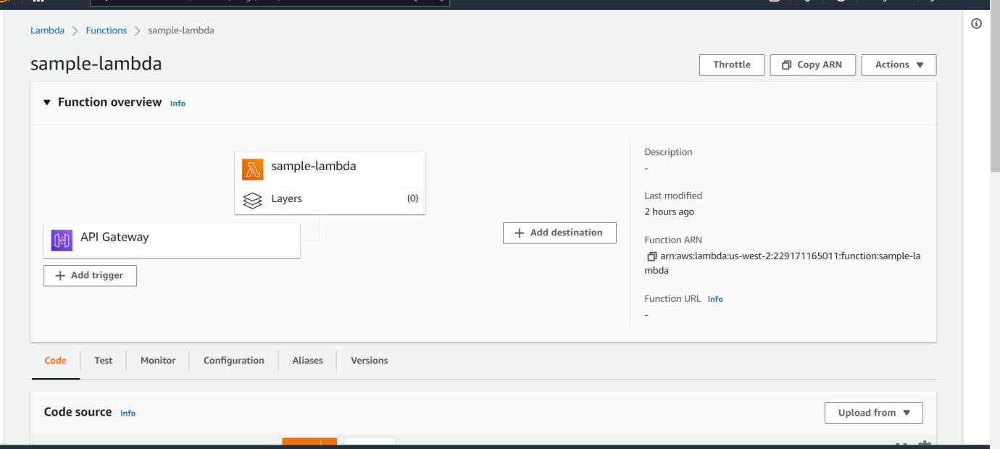 Lambda Functions sample-lambda
sample-lambda
Throttle Copy ARN Actions
Function overview Info
sample-lambda
Layers (0)
API Gateway
Add trigger
Add destination
Description
-
Last modified
2 hours ago
Function ARN
arn:aws:lambda:us-west-2:229171165011:function:sample-la
mbda
Function URL Info
-
Code Test Monitor Configuration Aliases Versions
Code source Info
Upload from